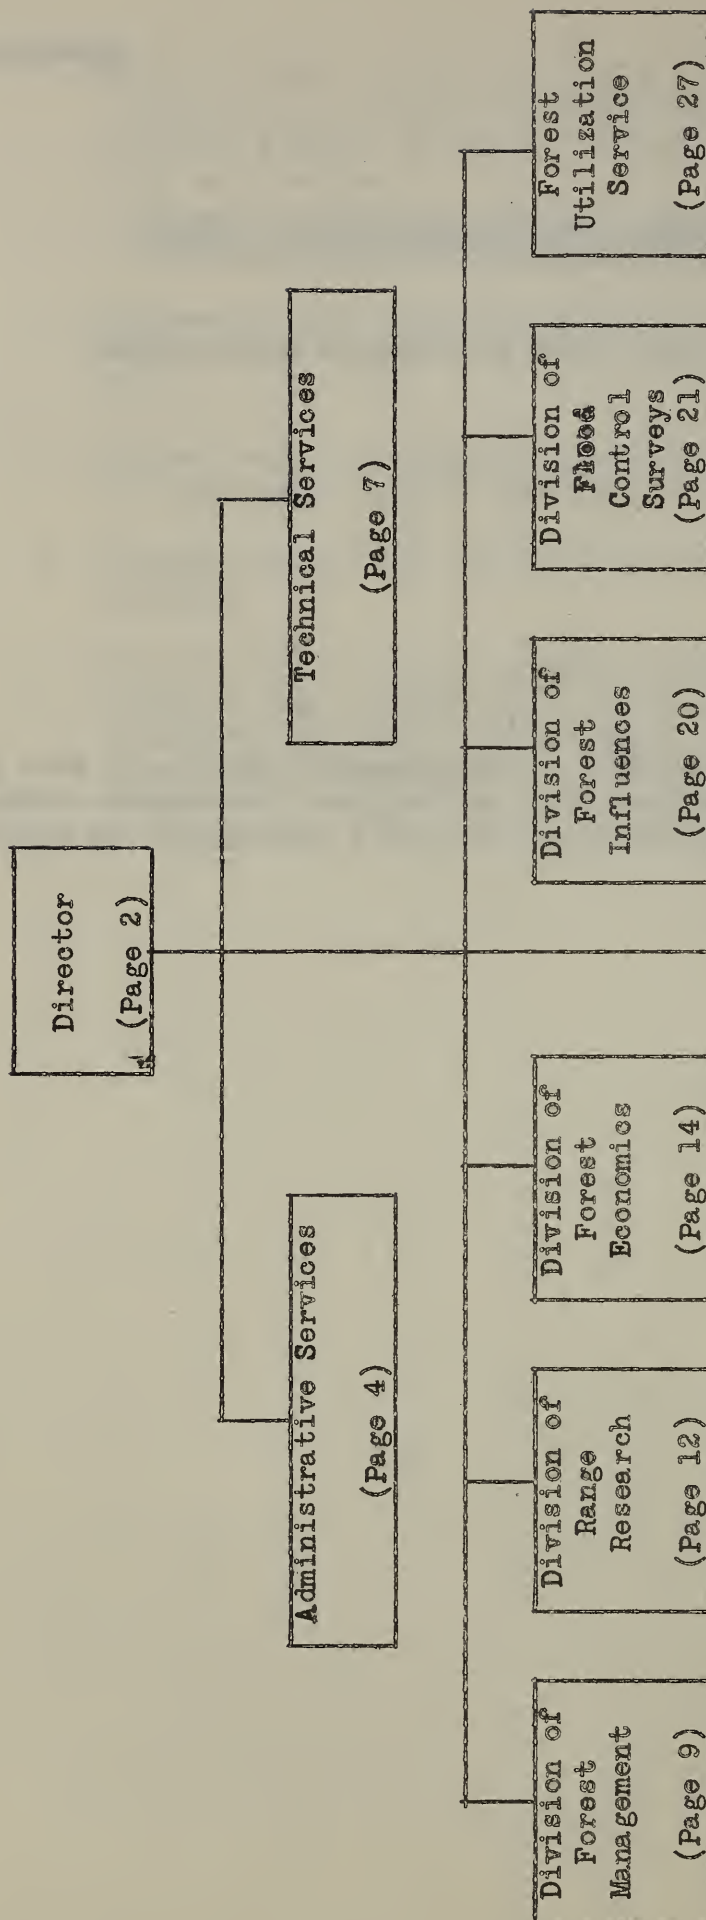 Director
(Page 2)
Administrative Services
(Page 4)
Technical Services
(Page 7)
Division of
Forest
Management
(Page 9)
Division of
Range
Research
(Page 12)
Division of
Forest
Economics
(Page 14)
Division of
Forest
Influences
(Page 20)
Division of
Flood
Control
Surveys
(Page 21)
Forest
Utilization
Service
(Page 27)